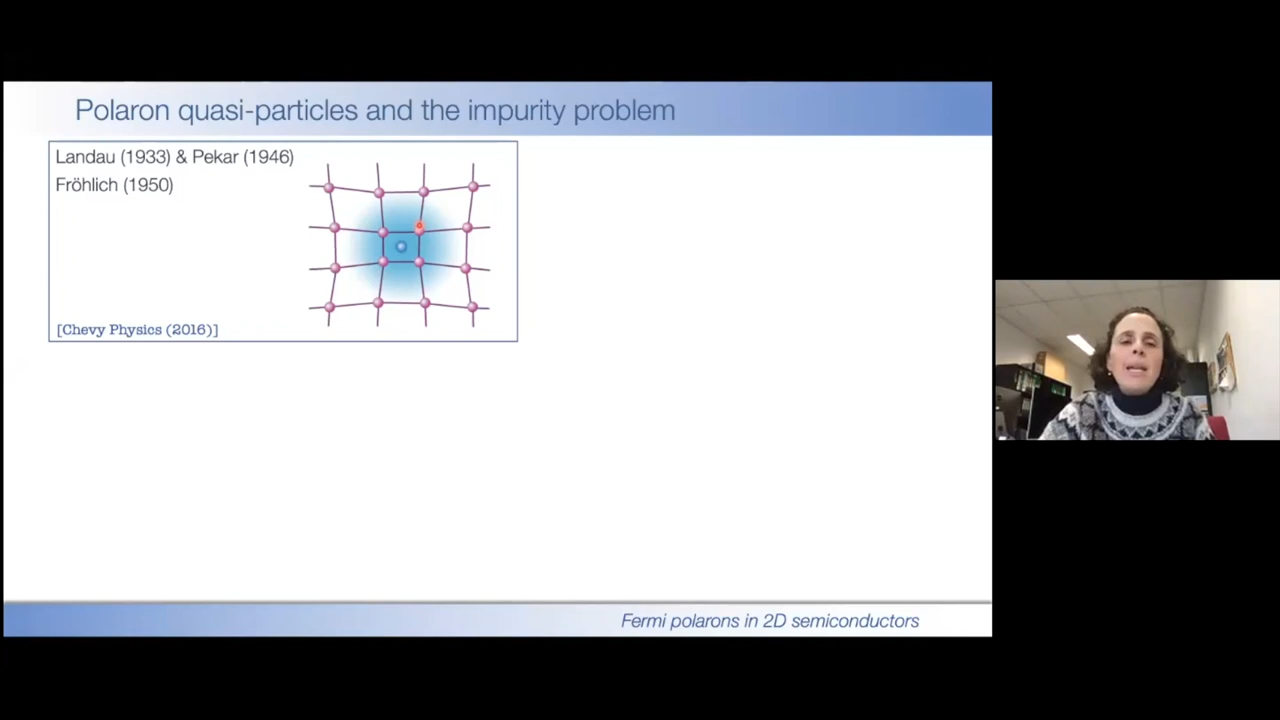 Polaron quasi-particles and the impurity problem
Landau (1933) & Pekar (1946)
Fröhlich (1950)
[Chevy Physics (2016)]
Fermi polarons in 2D semiconductors